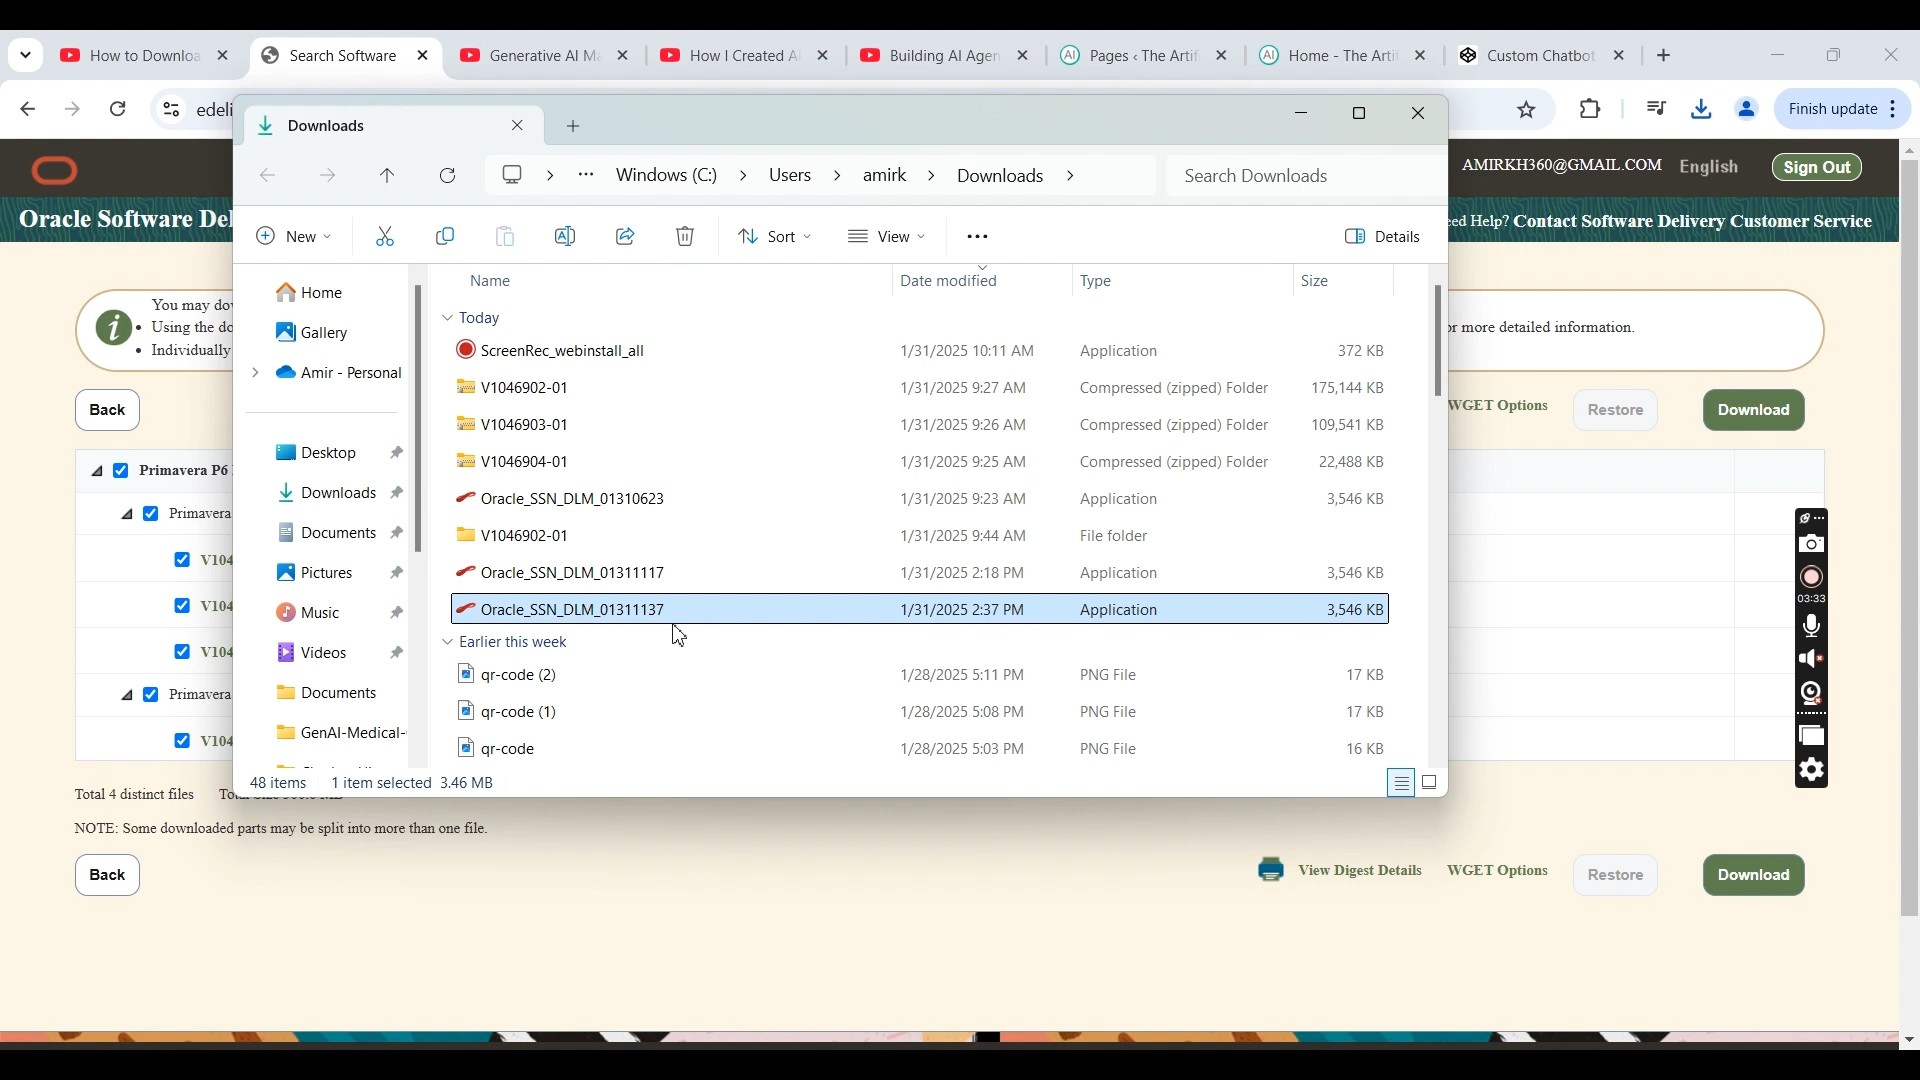 How to Downloa
Search Software
Generative AI Ma
How I Created AI
Building AI Agen
Pages ‹ The Artif
Home - The Artif
Custom Chatbot
edeli
Finish update
AMIRKH360@GMAIL.COM English Sign Out
Oracle Software Del
eed Help? Contact Software Delivery Customer Service
You may dov
Using the do
Individually
or more detailed information.
Back
WGET Options
Restore
Download
Primavera P6
Primavera
V104
V104
V104
Primavera
V104
Downloads
Windows (C:) Users amirk Downloads
Search Downloads
New
Sort
View
Details
Home
Gallery
Amir - Personal
Desktop
Downloads
Documents
Pictures
Music
Videos
Documents
GenAI-Medical-
Name Date modified Type Size
Today
ScreenRec_webinstall_all 1/31/2025 10:11 AM Application 372 KB
V1046902-01 1/31/2025 9:27 AM Compressed (zipped) Folder 175,144 KB
V1046903-01 1/31/2025 9:26 AM Compressed (zipped) Folder 109,541 KB
V1046904-01 1/31/2025 9:25 AM Compressed (zipped) Folder 22,488 KB
Oracle_SSN_DLM_01310623 1/31/2025 9:23 AM Application 3,546 KB
V1046902-01 1/31/2025 9:44 AM File folder
Oracle_SSN_DLM_01311117 1/31/2025 2:18 PM Application 3,546 KB
Oracle_SSN_DLM_01311137 1/31/2025 2:37 PM Application 3,546 KB
Earlier this week
qr-code (2) 1/28/2025 5:11 PM PNG File 17 KB
qr-code (1) 1/28/2025 5:08 PM PNG File 17 KB
qr-code 1/28/2025 5:03 PM PNG File 16 KB
48 items 1 item selected 3.46 MB
03:33
Total 4 distinct files
NOTE: Some downloaded parts may be split into more than one file.
Back
View Digest Details
WGET Options
Restore
Download